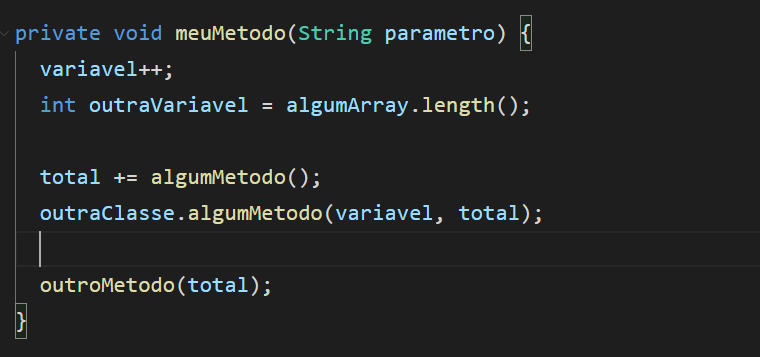 private void meuMetodo(String parametro) {
variavel++;
int outraVariavel = algumArray.length();
total += algumMetodo();
outraClasse.algumMetodo(variavel, total);
outroMetodo(total);
}